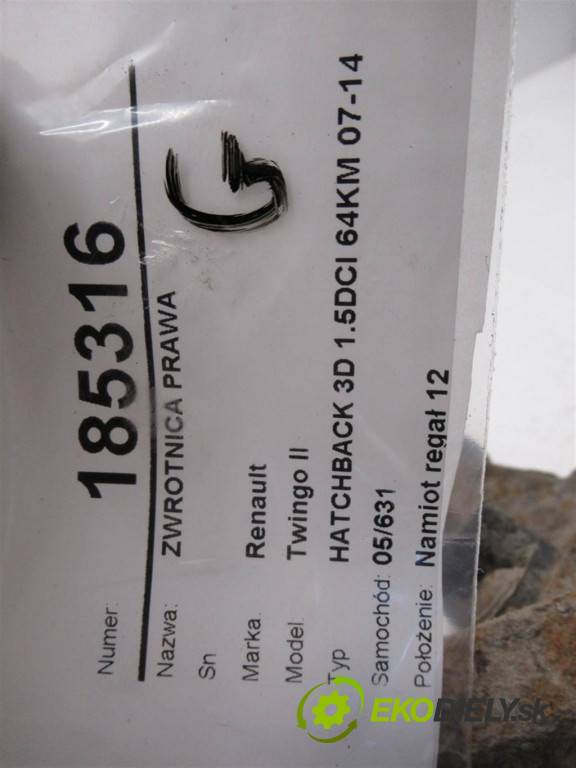 Numer: 185316
G
Nazwa: ZWROTNICA PRAWA
Sn
Marka Renault
Model Twingo II
Typ HATCHBACK 3D 1.5DCI 64KM 07-14
Samochód: 05/631
Położenie: Namiot regał 12
EKOBIELY.sk